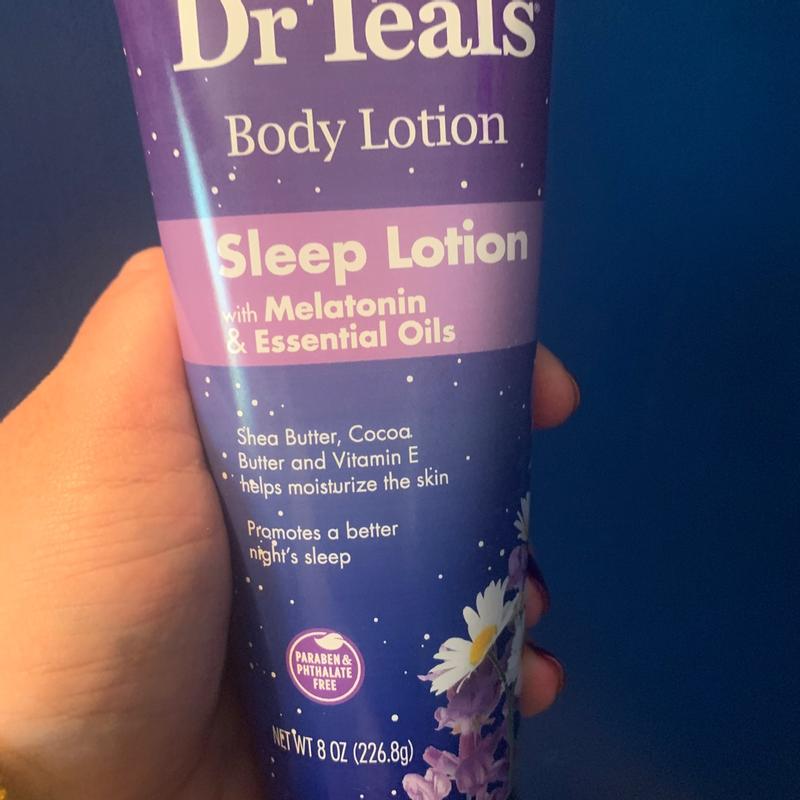 Dr Teal's
Body Lotion
Sleep Lotion
with Melatonin
& Essential Oils
Shea Butter, Cocoa
Butter and Vitamin E
helps moisturize the skin
Promotes a better
night's sleep
PARABEN &
PHTHALATE
FREE
NET WT 8 OZ (226.8g)